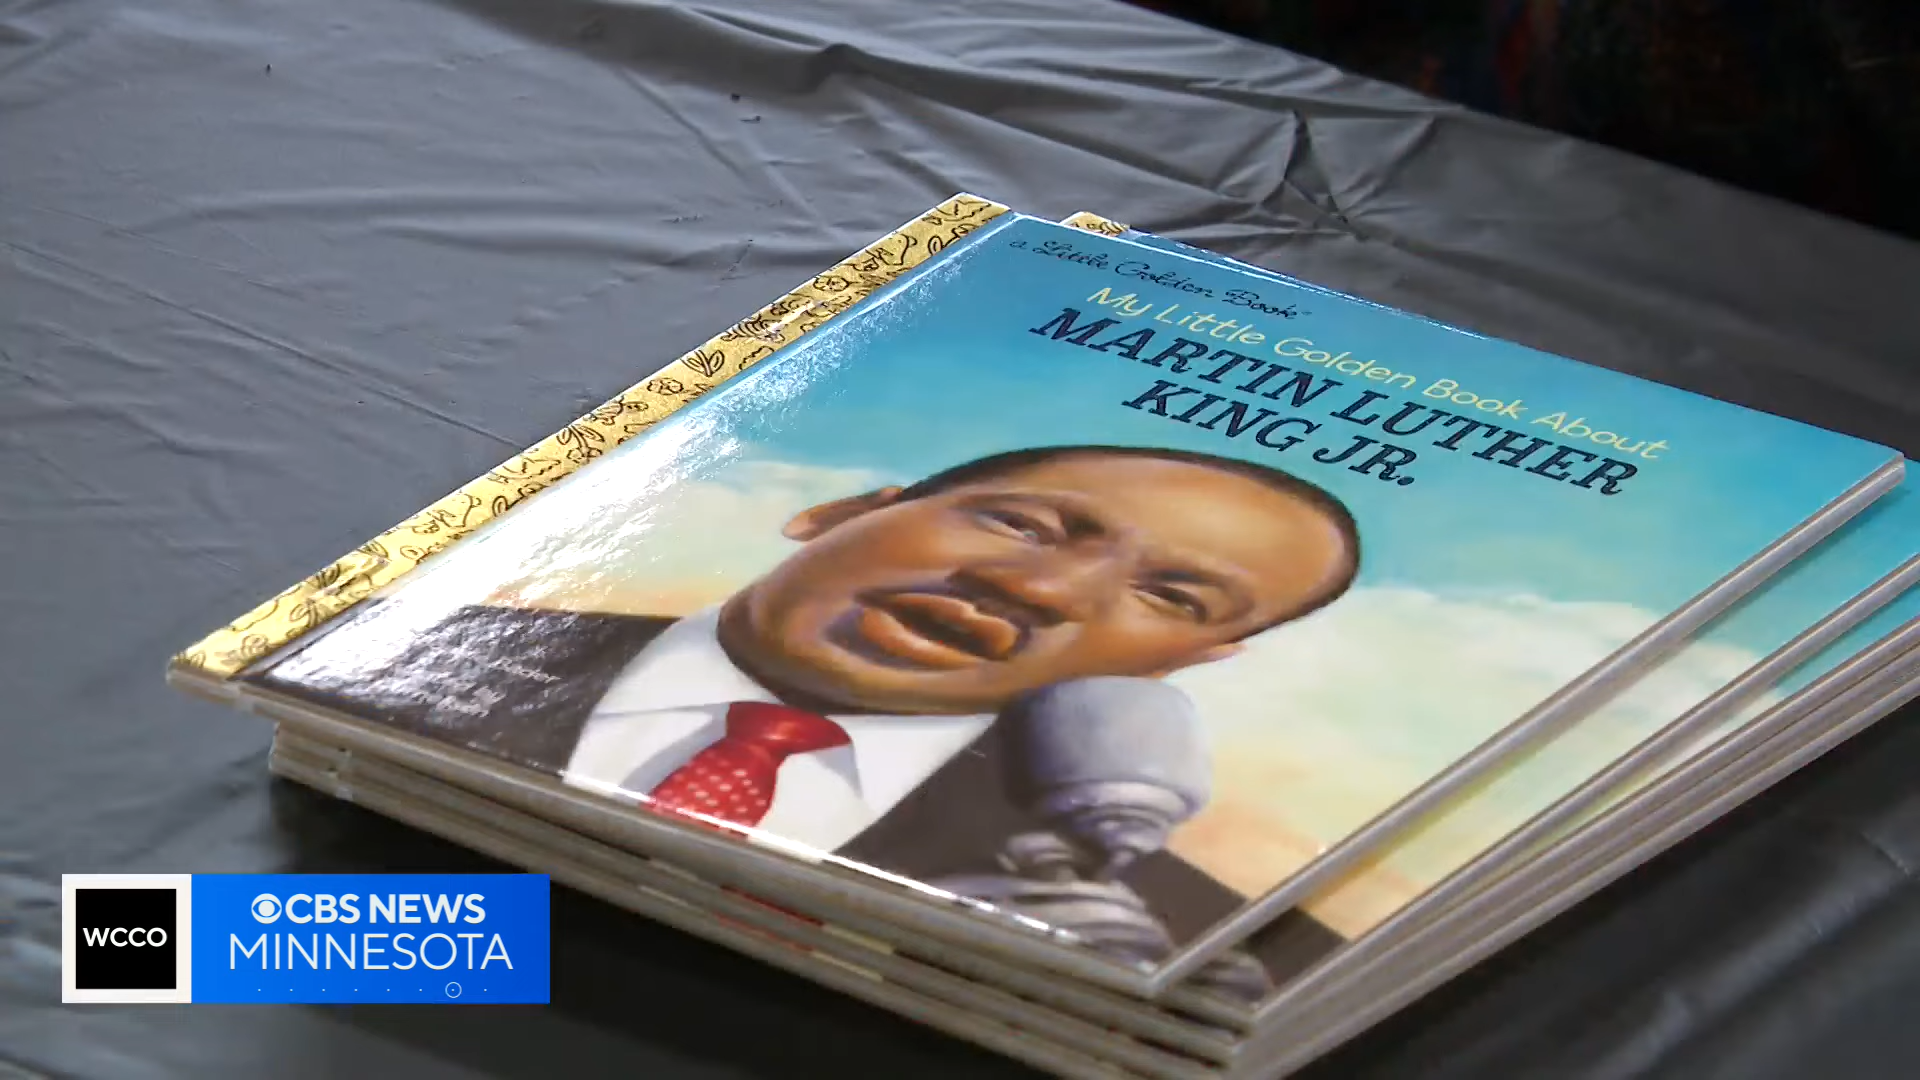 a Little Golden Book®
My Little Golden Book About
MARTIN LUTHER
KING JR.
WCCO
CBS NEWS
MINNESOTA